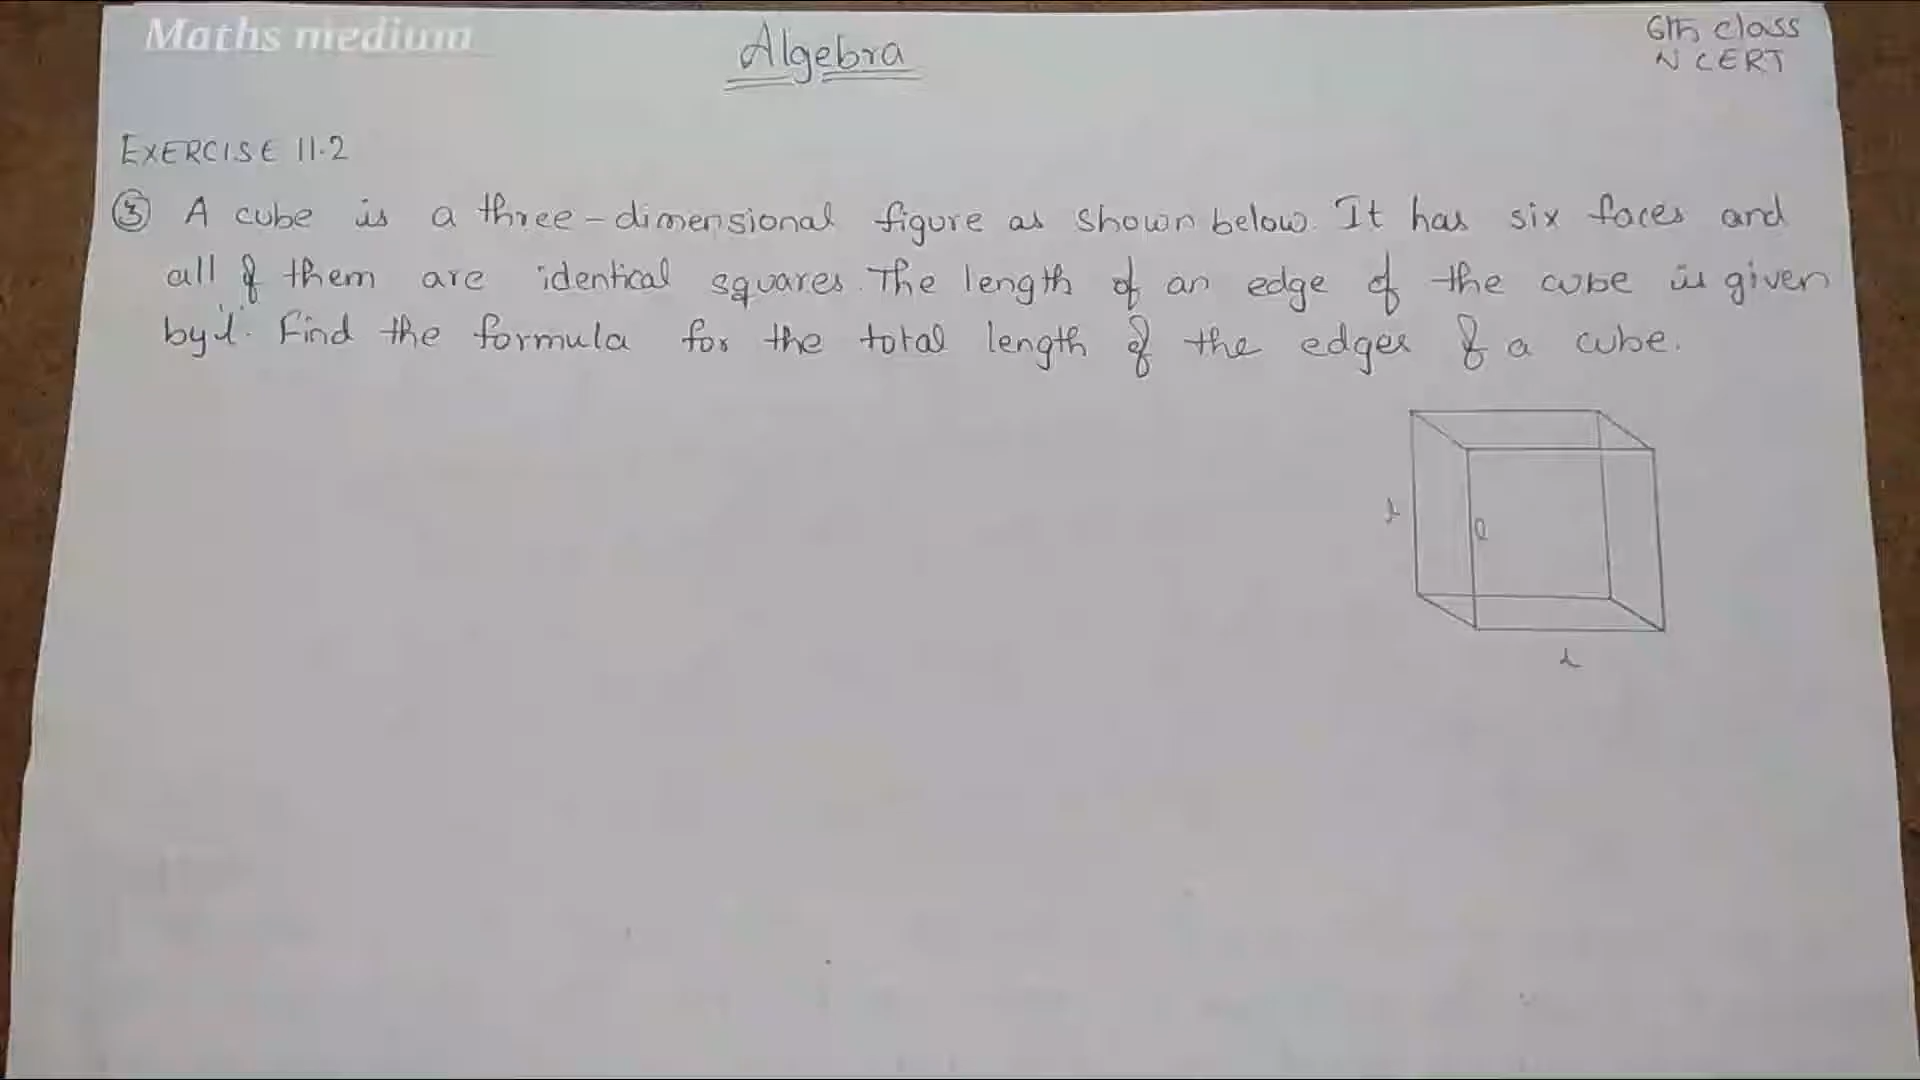 Maths medium
Algebra
6th class
NCERT
EXERCISE 11.2
③ A cube is a three-dimensional figure as shown below. It has six faces and
all of them are identical squares. The length of an edge of the cube is given
by 'l'. Find the formula for the total length of the edges of a cube.
l
l
l